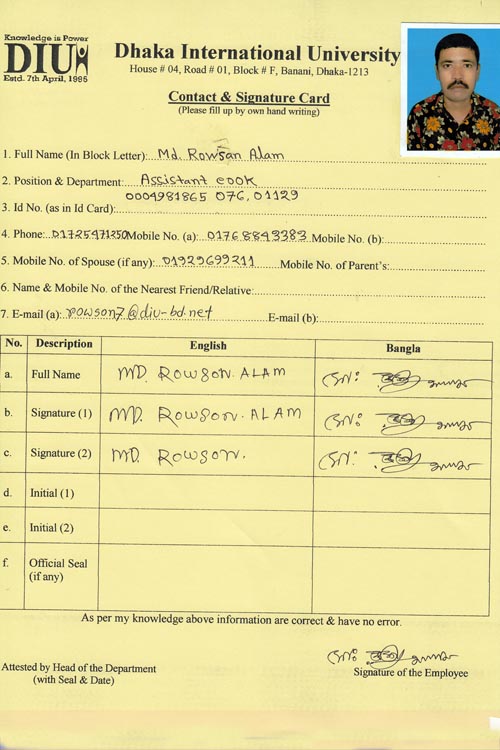 Knowledge is Power
DIU
Estd. 7th April, 1995
Dhaka International University
House # 04, Road # 01, Block # F, Banani, Dhaka-1213
Contact & Signature Card
(Please fill up by own hand writing)
1. Full Name (In Block Letter): Md. Rowsan Alam
2. Position & Department: Assistant cook
3. Id No. (as in Id Card): 0004981865 076, 01129
4. Phone: 01725471250 Mobile No. (a): 01768843383 Mobile No. (b):
5. Mobile No. of Spouse (if any): 01929699211 Mobile No. of Parent's:
6. Name & Mobile No. of the Nearest Friend/Relative:
7. E-mail (a): rowson7@diu-bd.net E-mail (b):
No. Description English Bangla
a. Full Name MD. ROWSON. ALAM
b. Signature (1) MD. ROWSON. ALAM
c. Signature (2) MD. ROWSON.
d. Initial (1)
e. Initial (2)
f. Official Seal
(if any)
As per my knowledge above information are correct & have no error.
Attested by Head of the Department
(with Seal & Date)
Signature of the Employee